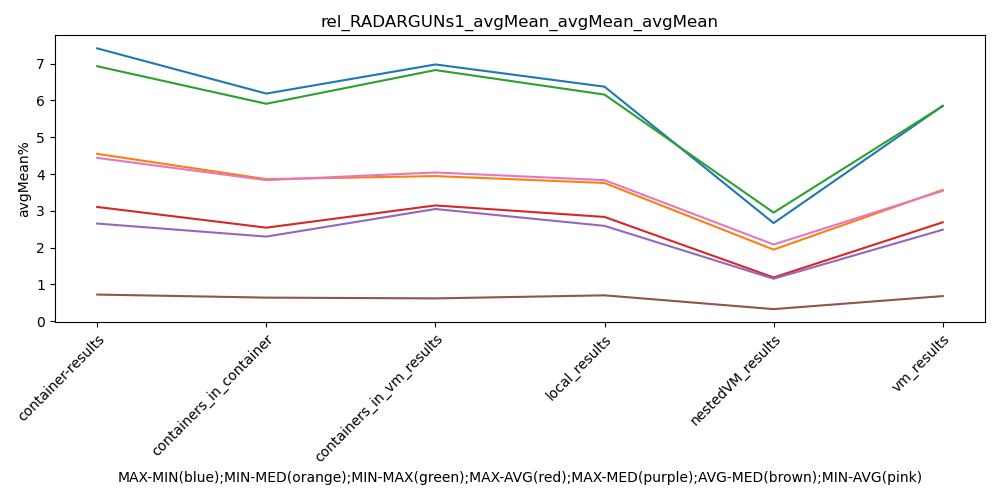 rel_RADARGUNs1_avgMean_avgMean_avgMean
avgMean%
7
6
5
4
3
2
1
0
container-results
containers_in_container
containers_in_vm_results
local_results
nestedVM_results
vm_results
MAX-MIN(blue);MIN-MED(orange);MIN-MAX(green);MAX-AVG(red);MAX-MED(purple);AVG-MED(brown);MIN-AVG(pink)